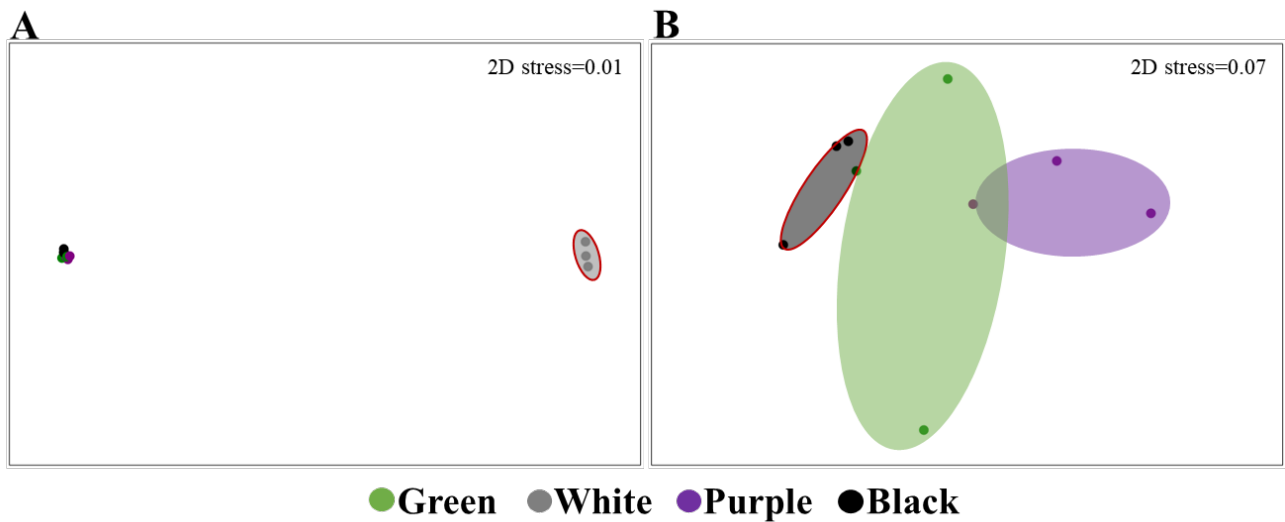 A
2D stress=0.01
B
2D stress=0.07
Green White Purple Black